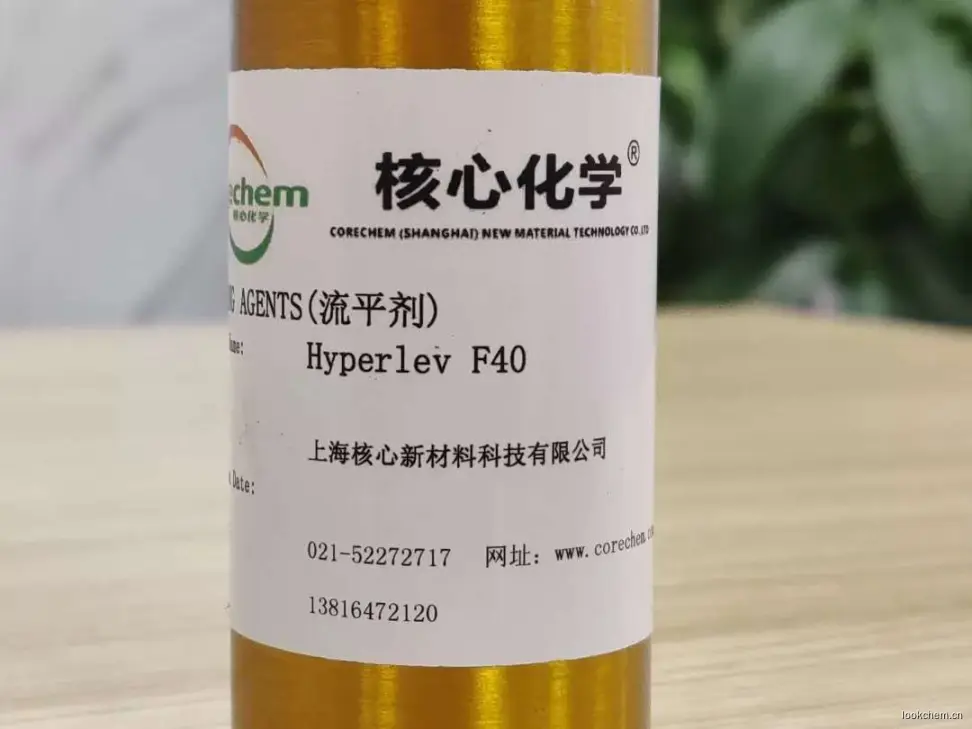 echem
核心化学
核心化学®
CORECHEM (SHANGHAI) NEW MATERIAL TECHNOLOGY CO.,LTD
AGENTS(流平剂)
Hyperlev F40
上海核心新材料科技有限公司
Date:
021-52272717 网址: www.corechem.
13816472120
lookchem.cn